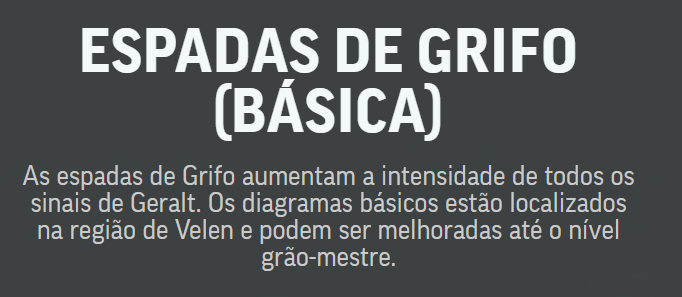 ESPADAS DE GRIFO
(BÁSICA)
As espadas de Grifo aumentam a intensidade de todos os
sinais de Geralt. Os diagramas básicos estão localizados
na região de Velen e podem ser melhoradas até o nível
grão-mestre.